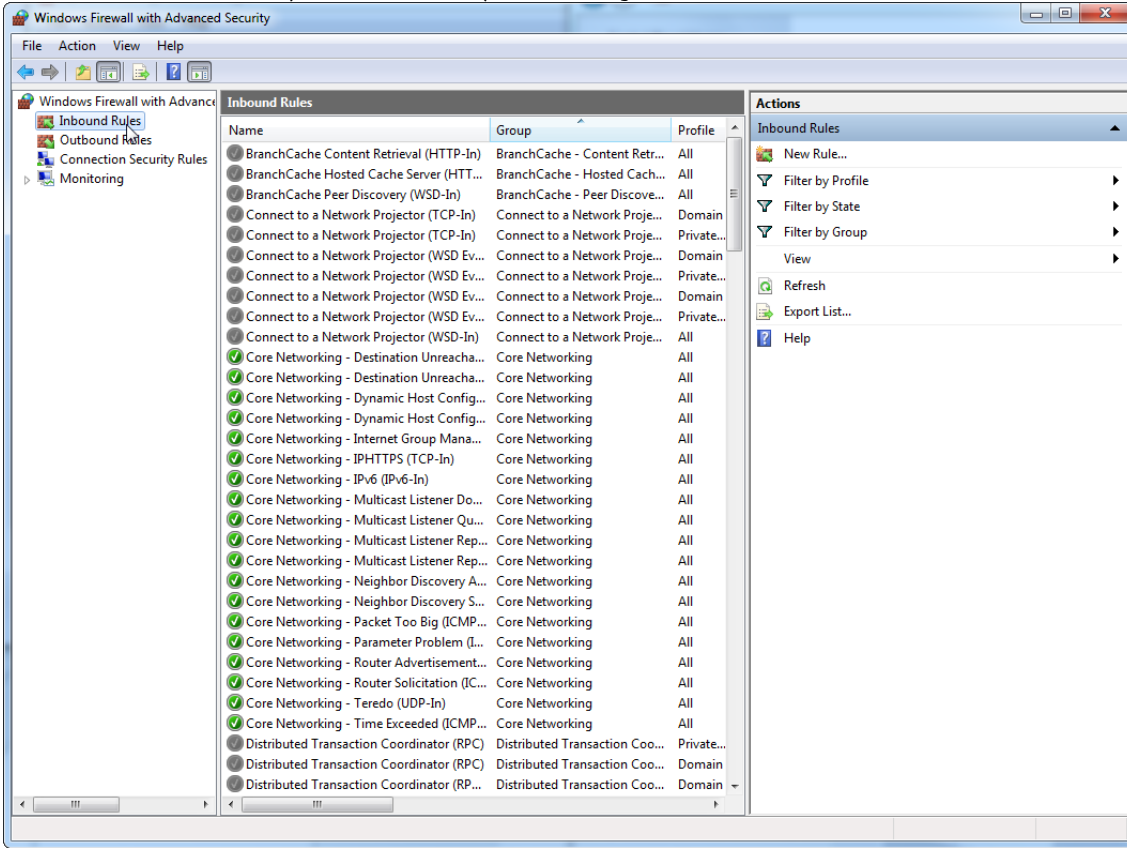 Windows Firewall with Advanced Security
File Action View Help
Windows Firewall with Advance
Inbound Rules
Outbound Rules
Connection Security Rules
Monitoring
Inbound Rules
Name Group Profile
BranchCache Content Retrieval (HTTP-In) BranchCache - Content Retr... All
BranchCache Hosted Cache Server (HTT... BranchCache - Hosted Cach... All
BranchCache Peer Discovery (WSD-In) BranchCache - Peer Discove... All
Connect to a Network Projector (TCP-In) Connect to a Network Proje... Domain
Connect to a Network Projector (TCP-In) Connect to a Network Proje... Private...
Connect to a Network Projector (WSD Ev... Connect to a Network Proje... Domain
Connect to a Network Projector (WSD Ev... Connect to a Network Proje... Private...
Connect to a Network Projector (WSD Ev... Connect to a Network Proje... Domain
Connect to a Network Projector (WSD Ev... Connect to a Network Proje... Private...
Connect to a Network Projector (WSD-In) Connect to a Network Proje... All
Core Networking - Destination Unreacha... Core Networking All
Core Networking - Destination Unreacha... Core Networking All
Core Networking - Dynamic Host Config... Core Networking All
Core Networking - Dynamic Host Config... Core Networking All
Core Networking - Internet Group Mana... Core Networking All
Core Networking - IPHTTPS (TCP-In) Core Networking All
Core Networking - IPv6 (IPv6-In) Core Networking All
Core Networking - Multicast Listener Do... Core Networking All
Core Networking - Multicast Listener Qu... Core Networking All
Core Networking - Multicast Listener Rep... Core Networking All
Core Networking - Multicast Listener Rep... Core Networking All
Core Networking - Neighbor Discovery A... Core Networking All
Core Networking - Neighbor Discovery S... Core Networking All
Core Networking - Packet Too Big (ICMP... Core Networking All
Core Networking - Parameter Problem (I... Core Networking All
Core Networking - Router Advertisement... Core Networking All
Core Networking - Router Solicitation (IC... Core Networking All
Core Networking - Teredo (UDP-In) Core Networking All
Core Networking - Time Exceeded (ICMP... Core Networking All
Distributed Transaction Coordinator (RPC) Distributed Transaction Coo... Private...
Distributed Transaction Coordinator (RPC) Distributed Transaction Coo... Domain
Distributed Transaction Coordinator (RP... Distributed Transaction Coo... Domain
Actions
Inbound Rules
New Rule...
Filter by Profile
Filter by State
Filter by Group
View
Refresh
Export List...
Help